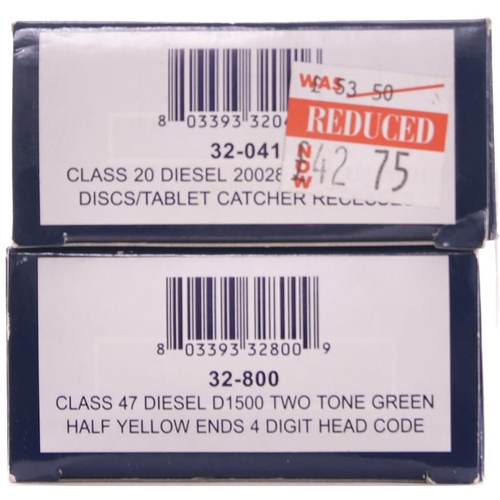 8 03393 3204
32-041
CLASS 20 DIESEL 20028
DISCS/TABLET CATCHER RECESSES
WAS
£ 53 50
REDUCED
NOW
£42 75
8 03393 32800 9
32-800
CLASS 47 DIESEL D1500 TWO TONE GREEN
HALF YELLOW ENDS 4 DIGIT HEAD CODE